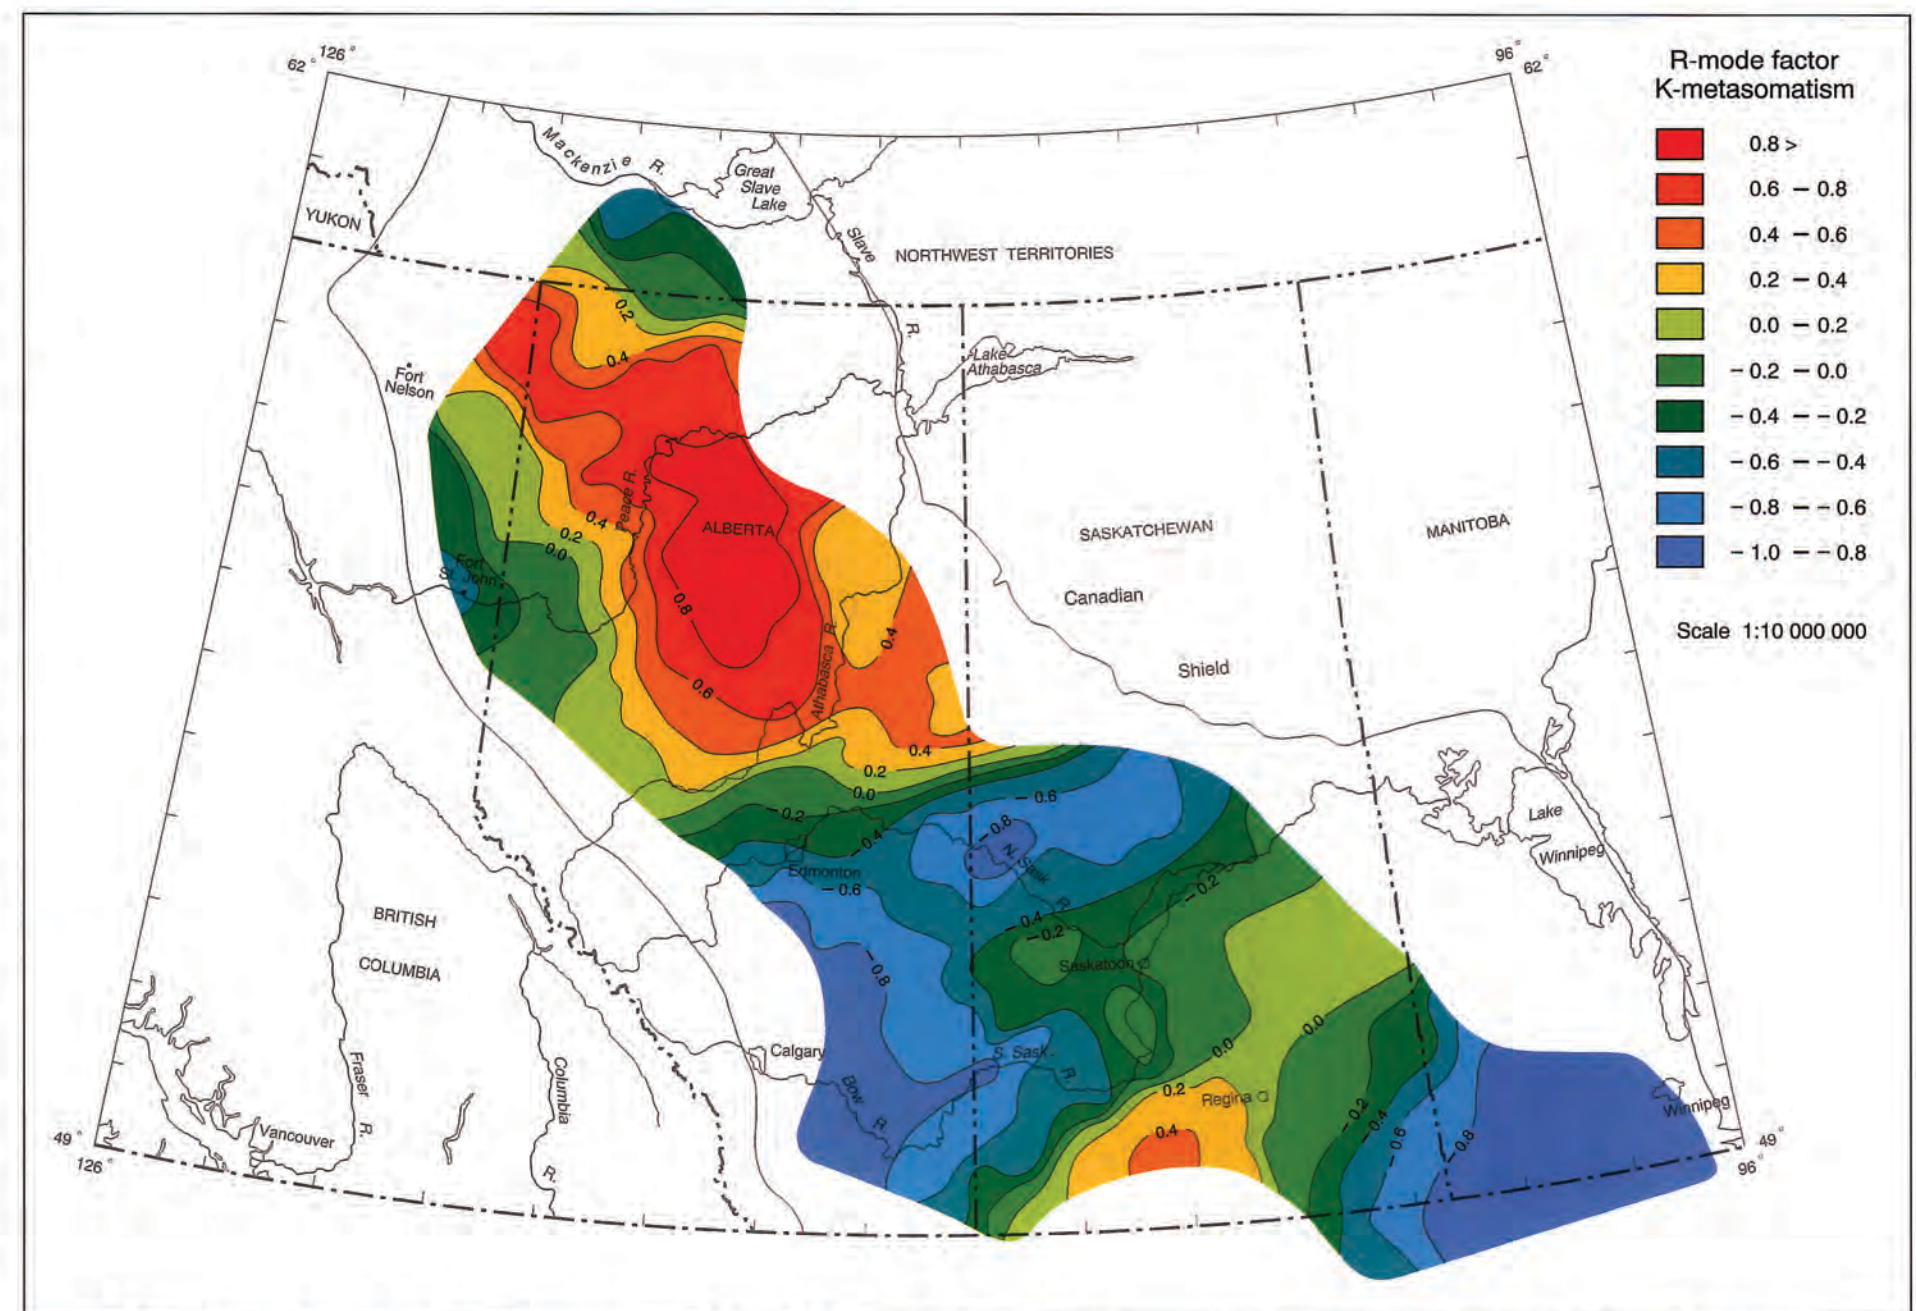 126°
62°
96°
62°
R-mode factor
K-metasomatism
0.8 >
0.6 – 0.8
0.4 – 0.6
0.2 – 0.4
0.0 – 0.2
– 0.2 – 0.0
– 0.4 – – 0.2
– 0.6 – – 0.4
– 0.8 – – 0.6
– 1.0 – – 0.8
Scale 1:10 000 000
Mackenzie R.
Great
Slave
Lake
YUKON
Slave
R.
NORTHWEST TERRITORIES
0.2
0.4
Fort
Nelson
Lake
Athabasca
Peace R.
ALBERTA
SASKATCHEWAN
MANITOBA
0.4
0.2
0.0
Fort
St. John
0.8
0.4
Canadian
Shield
0.6
Athabasca R.
0.4
0.2
0.0
– 0.2
– 0.4
– 0.6
– 0.8
N. Sask
R.
Lake
Winnipeg
Edmonton
– 0.6
– 0.2
– 0.4
– 0.2
BRITISH
COLUMBIA
Saskatoon
– 0.8
0.0
0.0
Calgary
S. Sask.
R.
Bow
R.
0.2
Regina
0.4
– 0.2
– 0.4
– 0.6
– 0.8
Winnipeg
Fraser
R.
Columbia
R.
Vancouver
49°
126°
49°
96°